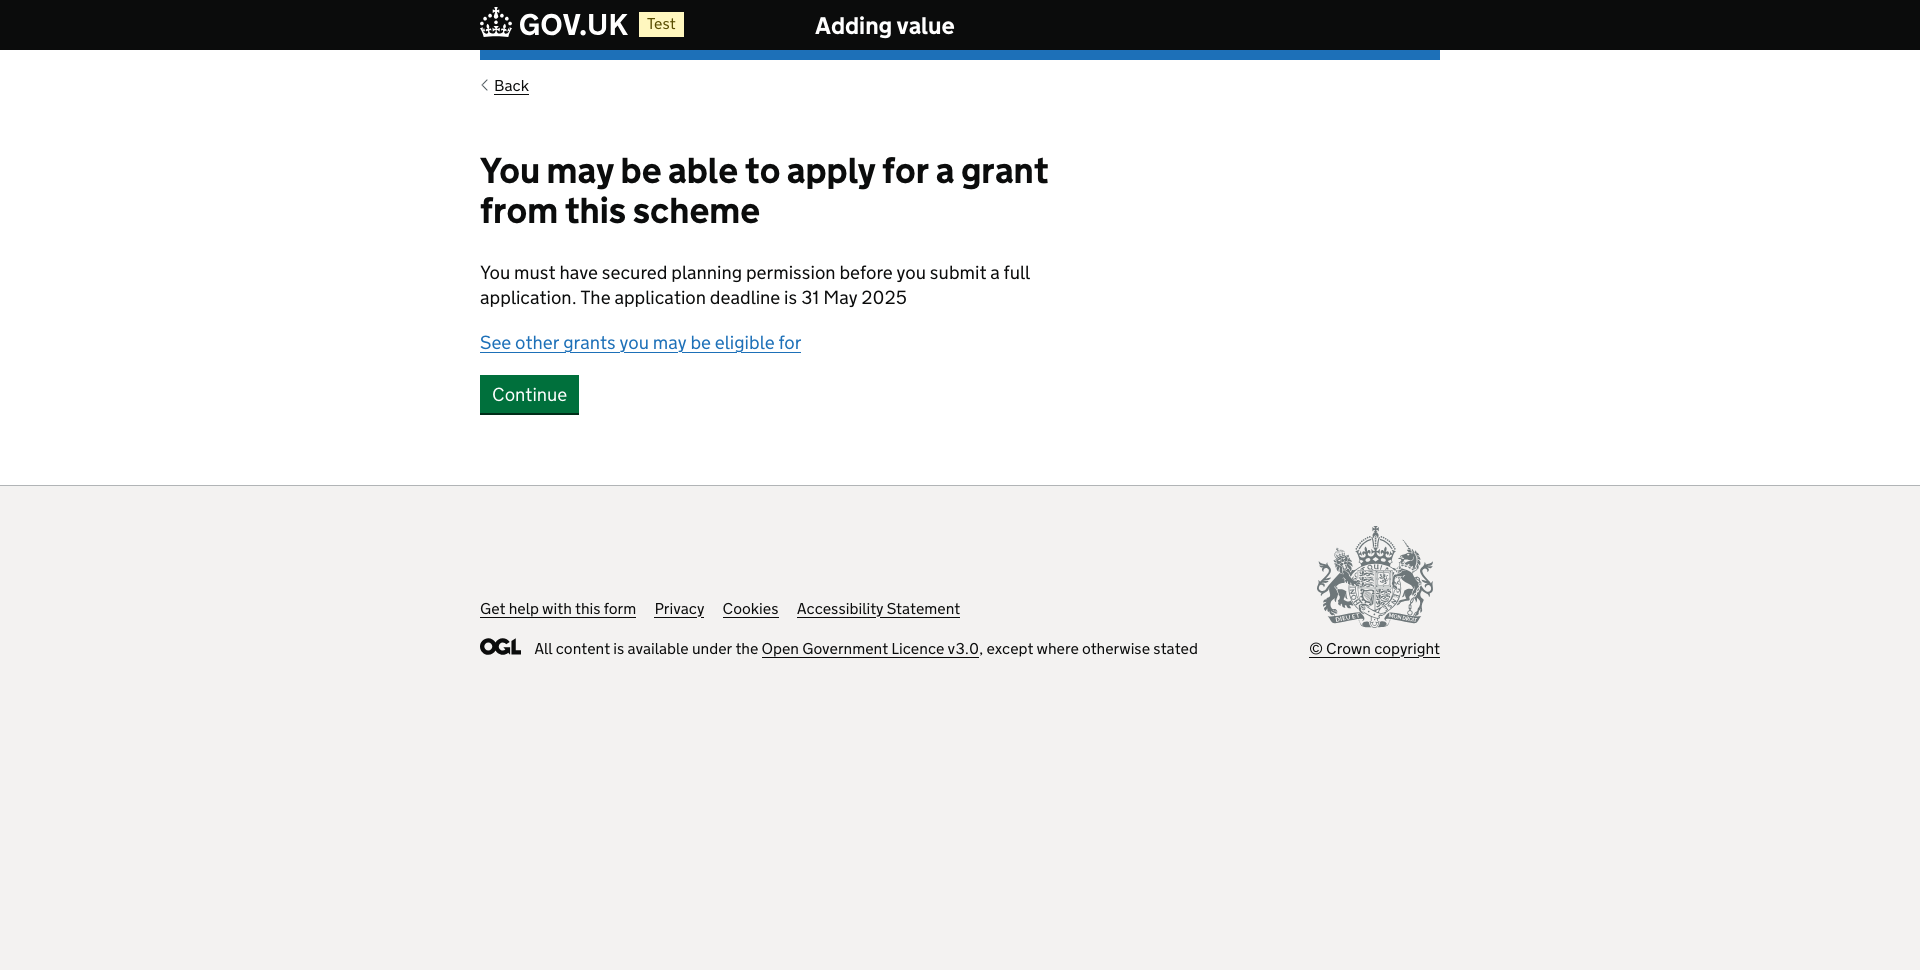 GOV.UK Test Adding value
Back
You may be able to apply for a grant
from this scheme
You must have secured planning permission before you submit a full
application. The application deadline is 31 May 2025
See other grants you may be eligible for
Continue
Get help with this form Privacy Cookies Accessibility Statement
OGL All content is available under the Open Government Licence v3.0, except where otherwise stated
© Crown copyright